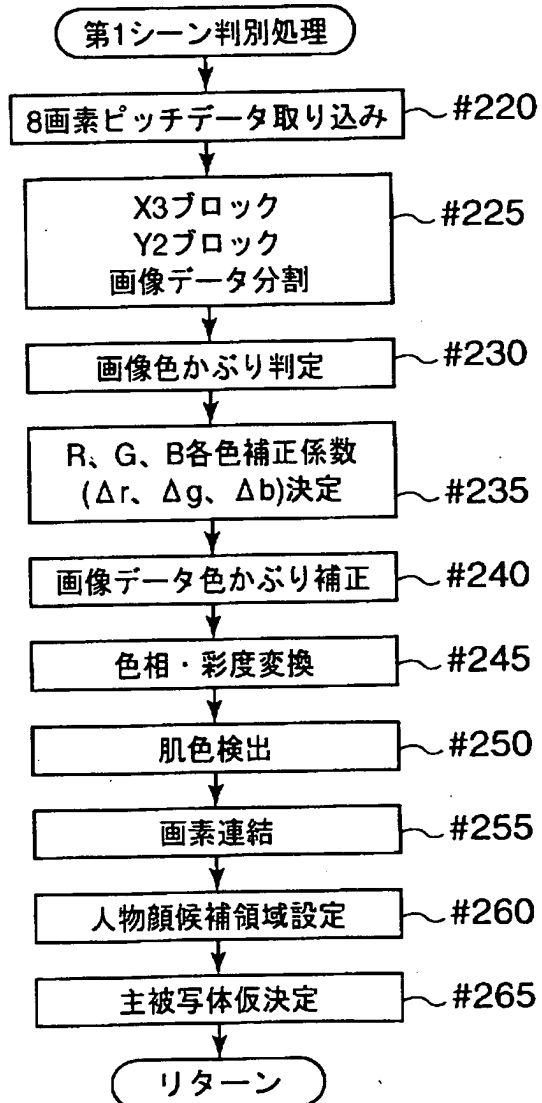 第1シーン判別処理
8画素ピッチデータ取り込み
#220
X3ブロック
#225
Y2ブロック
画像データ分割
画像色かぶり判定
#230
R、G、B各色補正係数
(Δr、Δg、Δb)決定
#235
画像データ色かぶり補正
#240
色相・彩度変換
#245
肌色検出
#250
画素連結
#255
人物顔候補領域設定
#260
主被写体仮決定
#265
リターン